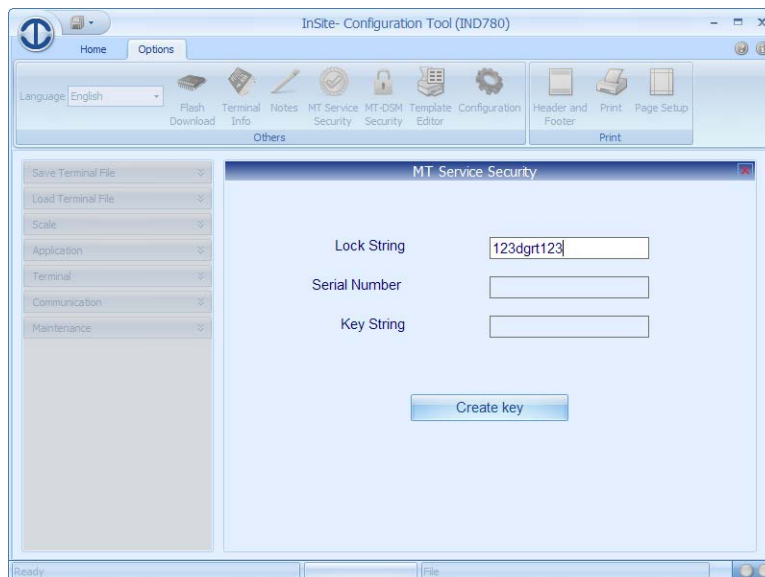 InSite- Configuration Tool (IND780)
Home
Options
Language English
Flash Download
Terminal Info
Notes
MT Service Security
MT-DSM Security
Template Editor
Configuration
Header and Footer
Print
Page Setup
Others
Print
Save Terminal File
Load Terminal File
Scale
Application
Terminal
Communication
Maintenance
MT Service Security
Lock String 123dgrt123
Serial Number
Key String
Create key
Ready
File